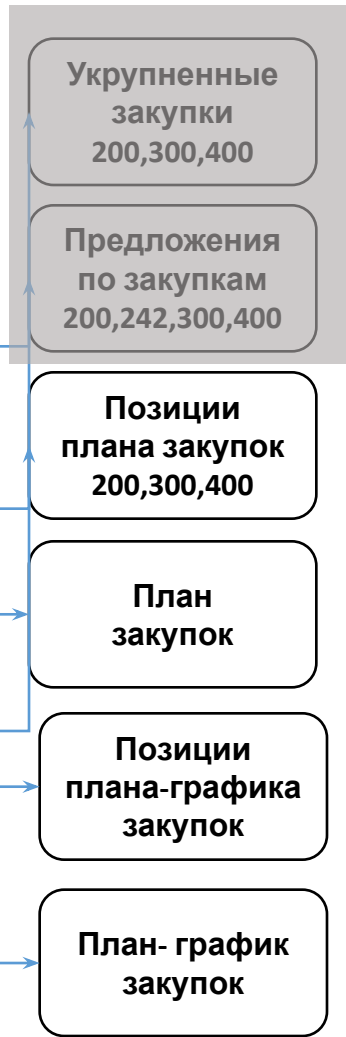 Укрупненные
закупки
200,300,400
Предложения
по закупкам
200,242,300,400
Позиции
плана закупок
200,300,400
План
закупок
Позиции
плана-графика
закупок
План- график
закупок